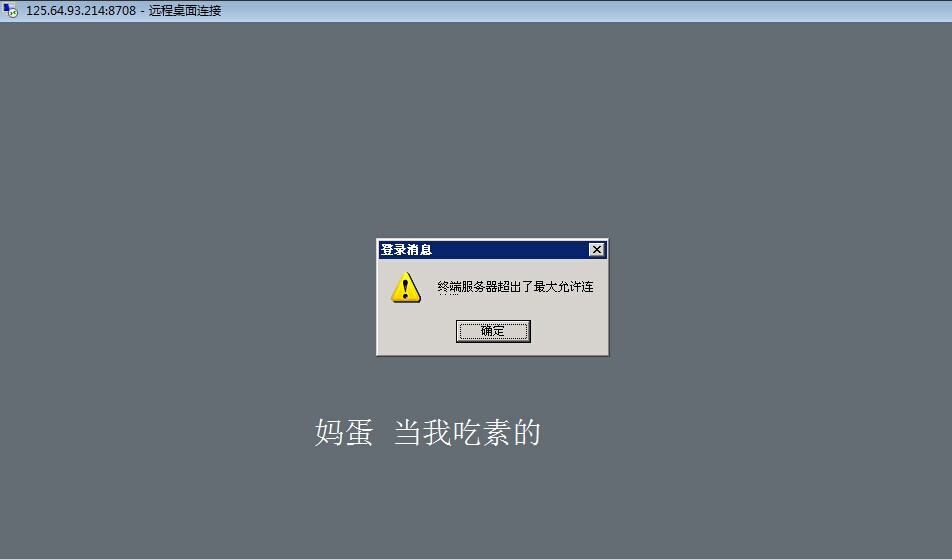 125.64.93.214:8708 - 远程桌面连接
登录消息
终端服务器超出了最大允许连
确定
妈蛋 当我吃素的